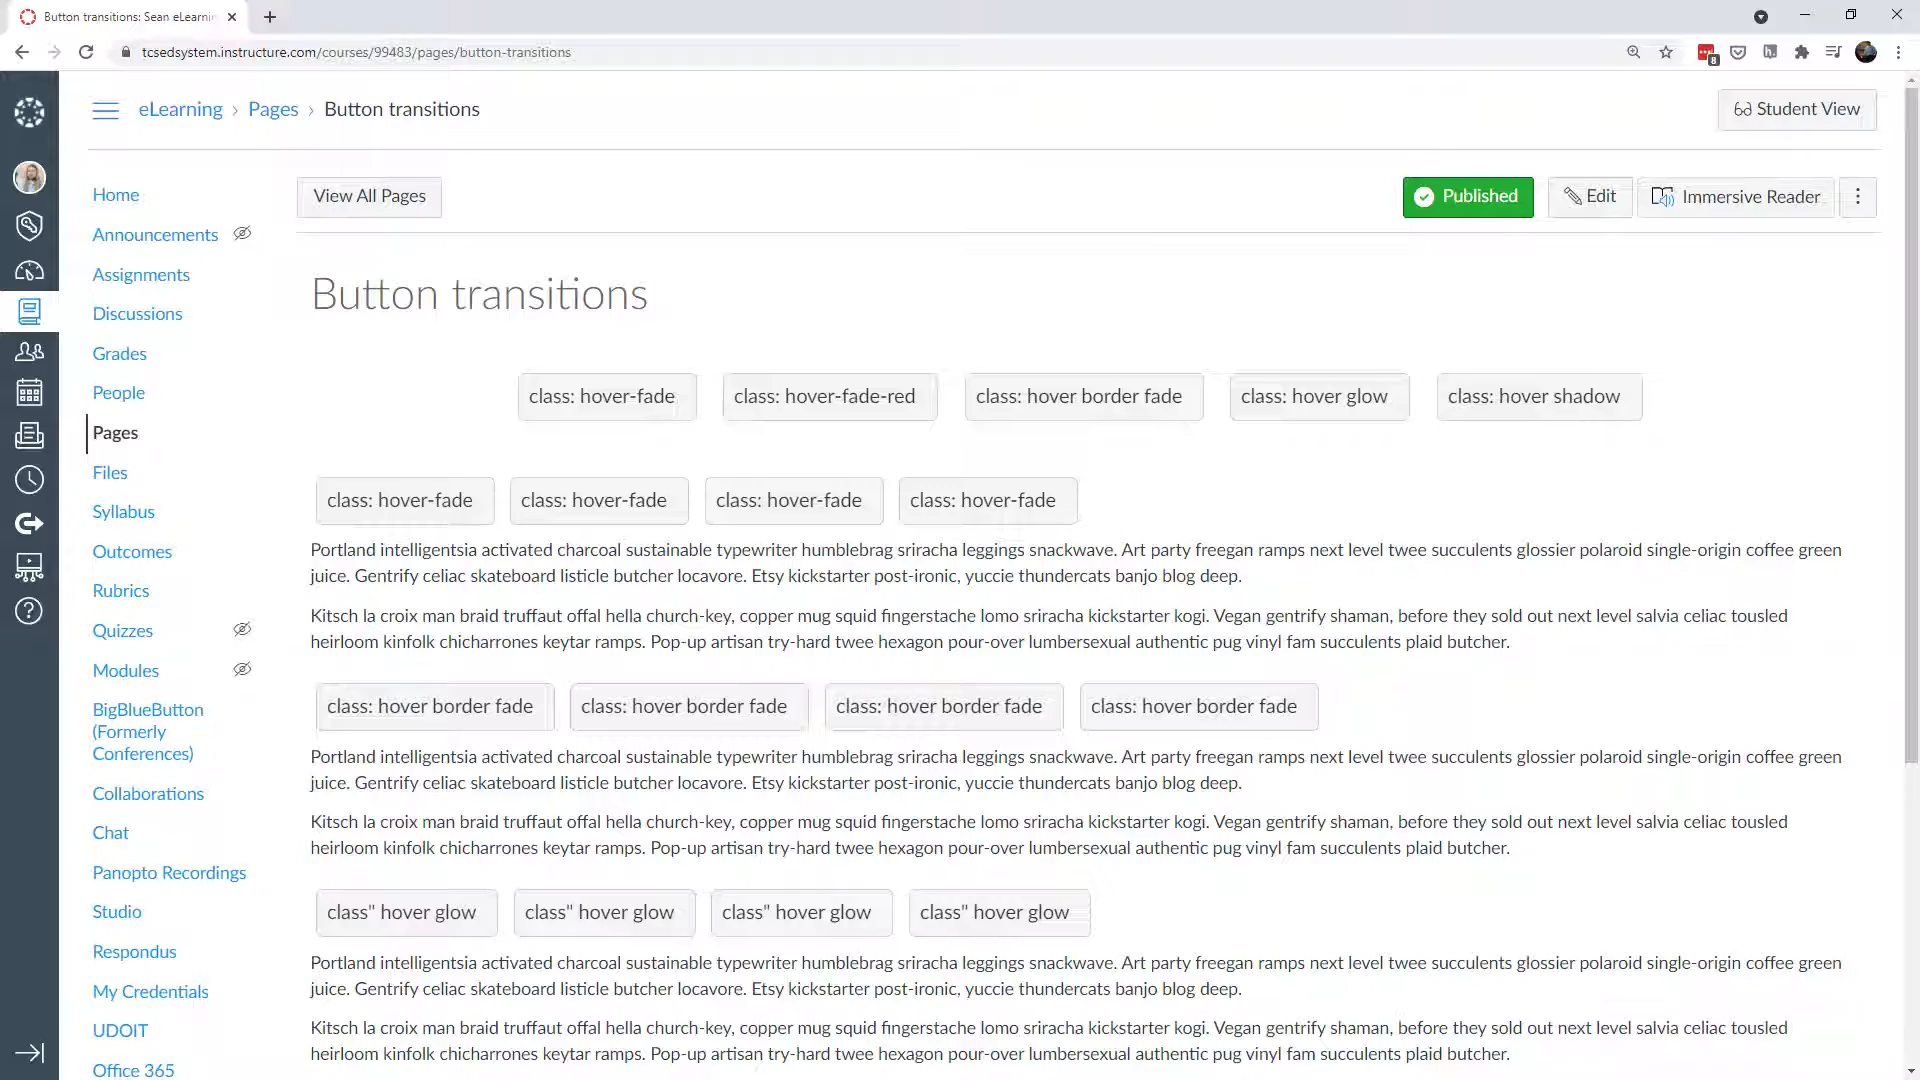 Button transitions: Sean eLearnin
tcsedsystem.instructure.com/courses/99483/pages/button-transitions
8
eLearning › Pages › Button transitions
Student View
Home
Announcements
Assignments
Discussions
Grades
People
Pages
Files
Syllabus
Outcomes
Rubrics
Quizzes
Modules
BigBlueButton
(Formerly
Conferences)
Collaborations
Chat
Panopto Recordings
Studio
Respondus
My Credentials
UDOIT
Office 365
View All Pages
Published
Edit
Immersive Reader
Button transitions
class: hover-fade class: hover-fade-red class: hover border fade class: hover glow class: hover shadow
class: hover-fade class: hover-fade class: hover-fade class: hover-fade
Portland intelligentsia activated charcoal sustainable typewriter humblebrag sriracha leggings snackwave. Art party freegan ramps next level twee succulents glossier polaroid single-origin coffee green
juice. Gentrify celiac skateboard listicle butcher locavore. Etsy kickstarter post-ironic, yuccie thundercats banjo blog deep.
Kitsch la croix man braid truffaut offal hella church-key, copper mug squid fingerstache lomo sriracha kickstarter kogi. Vegan gentrify shaman, before they sold out next level salvia celiac tousled
heirloom kinfolk chicharrones keytar ramps. Pop-up artisan try-hard twee hexagon pour-over lumbersexual authentic pug vinyl fam succulents plaid butcher.
class: hover border fade class: hover border fade class: hover border fade class: hover border fade
Portland intelligentsia activated charcoal sustainable typewriter humblebrag sriracha leggings snackwave. Art party freegan ramps next level twee succulents glossier polaroid single-origin coffee green
juice. Gentrify celiac skateboard listicle butcher locavore. Etsy kickstarter post-ironic, yuccie thundercats banjo blog deep.
Kitsch la croix man braid truffaut offal hella church-key, copper mug squid fingerstache lomo sriracha kickstarter kogi. Vegan gentrify shaman, before they sold out next level salvia celiac tousled
heirloom kinfolk chicharrones keytar ramps. Pop-up artisan try-hard twee hexagon pour-over lumbersexual authentic pug vinyl fam succulents plaid butcher.
class" hover glow class" hover glow class" hover glow class" hover glow
Portland intelligentsia activated charcoal sustainable typewriter humblebrag sriracha leggings snackwave. Art party freegan ramps next level twee succulents glossier polaroid single-origin coffee green
juice. Gentrify celiac skateboard listicle butcher locavore. Etsy kickstarter post-ironic, yuccie thundercats banjo blog deep.
Kitsch la croix man braid truffaut offal hella church-key, copper mug squid fingerstache lomo sriracha kickstarter kogi. Vegan gentrify shaman, before they sold out next level salvia celiac tousled
heirloom kinfolk chicharrones keytar ramps. Pop-up artisan try-hard twee hexagon pour-over lumbersexual authentic pug vinyl fam succulents plaid butcher.